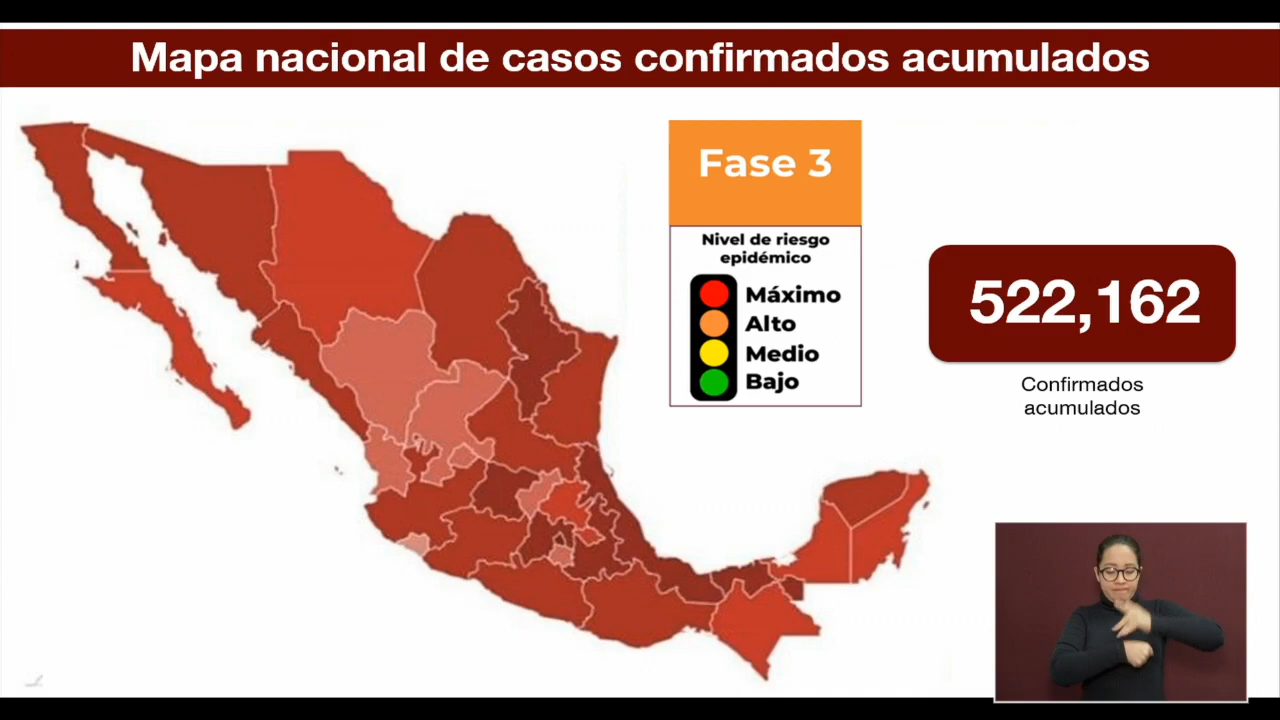 Mapa nacional de casos confirmados acumulados
Fase 3
Nivel de riesgo
epidémico
Máximo
Alto
Medio
Bajo
522,162
Confirmados
acumulados